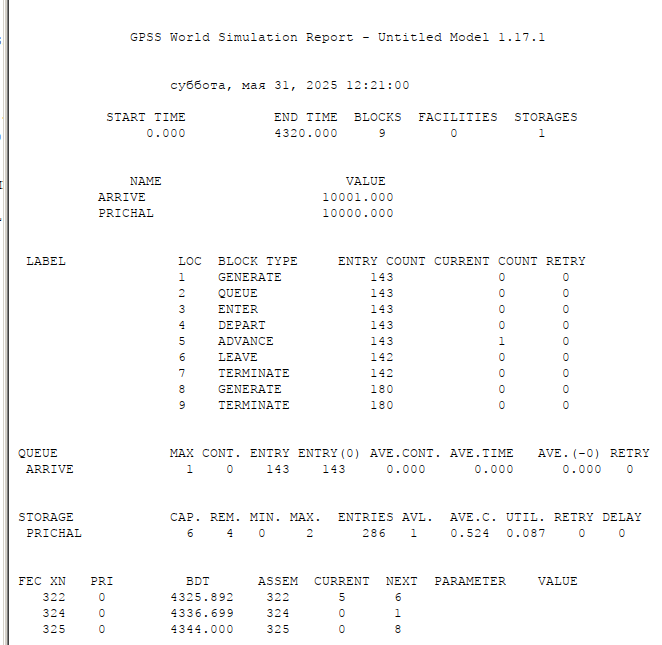 GPSS World Simulation Report - Untitled Model 1.17.1
суббота, мая 31, 2025 12:21:00
START TIME END TIME BLOCKS FACILITIES STORAGES
0.000 4320.000 9 0 1
NAME VALUE
ARRIVE 10001.000
PRICHAL 10000.000
LABEL LOC BLOCK TYPE ENTRY COUNT CURRENT COUNT RETRY
1 GENERATE 143 0 0
2 QUEUE 143 0 0
3 ENTER 143 0 0
4 DEPART 143 0 0
5 ADVANCE 143 1 0
6 LEAVE 142 0 0
7 TERMINATE 142 0 0
8 GENERATE 180 0 0
9 TERMINATE 180 0 0
QUEUE MAX CONT. ENTRY ENTRY(0) AVE.CONT. AVE.TIME AVE.(-0) RETRY
ARRIVE 1 0 143 143 0.000 0.000 0.000 0
STORAGE CAP. REM. MIN. MAX. ENTRIES AVL. AVE.C. UTIL. RETRY DELAY
PRICHAL 6 4 0 2 286 1 0.524 0.087 0 0
FEC XN PRI BDT ASSEM CURRENT NEXT PARAMETER VALUE
322 0 4325.892 322 5 6
324 0 4336.699 324 0 1
325 0 4344.000 325 0 8